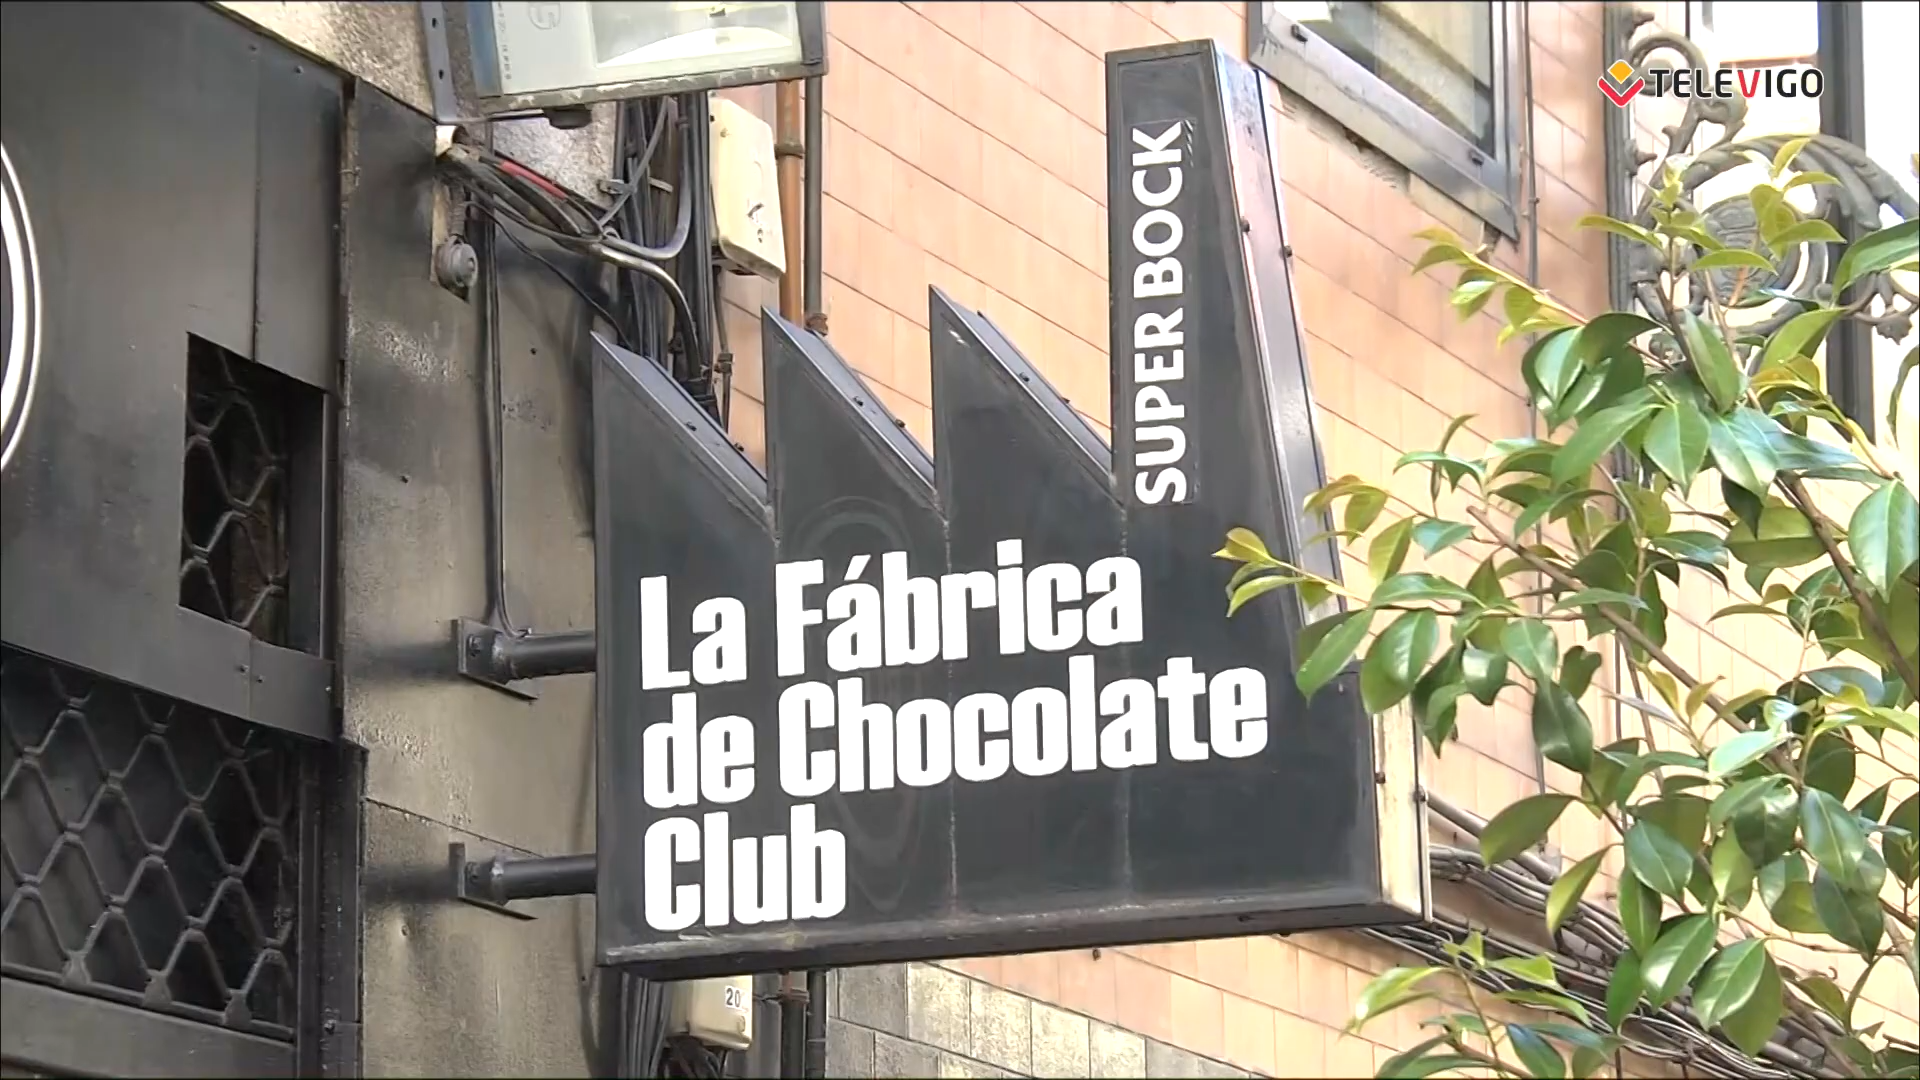 TELEVIGO
SUPER BOCK
La Fábrica
de Chocolate
Club
20